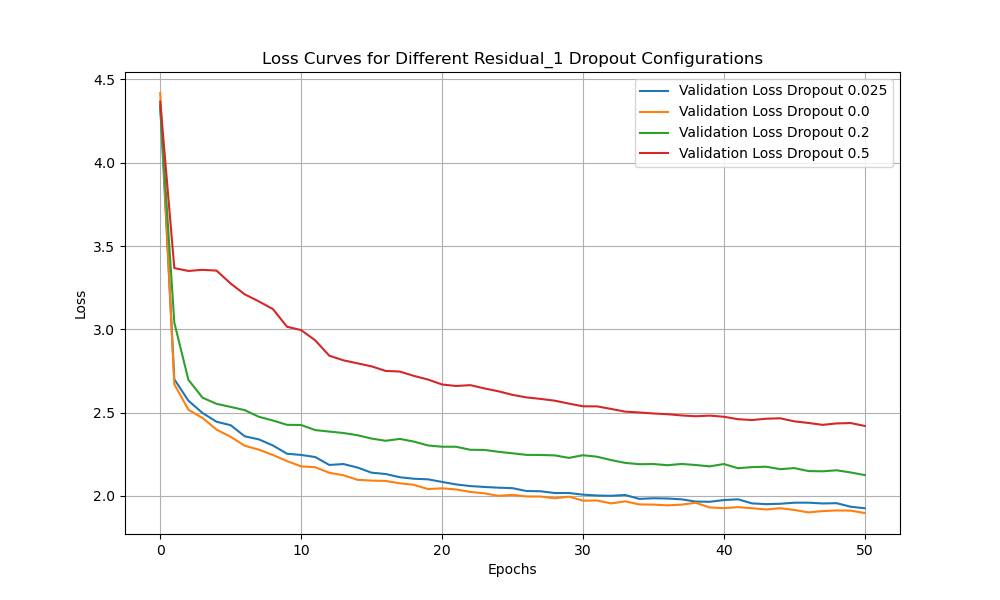 Loss Curves for Different Residual_1 Dropout Configurations
4.5
4.0
3.5
3.0
2.5
2.0
Loss
Validation Loss Dropout 0.025
Validation Loss Dropout 0.0
Validation Loss Dropout 0.2
Validation Loss Dropout 0.5
0 10 20 30 40 50
Epochs